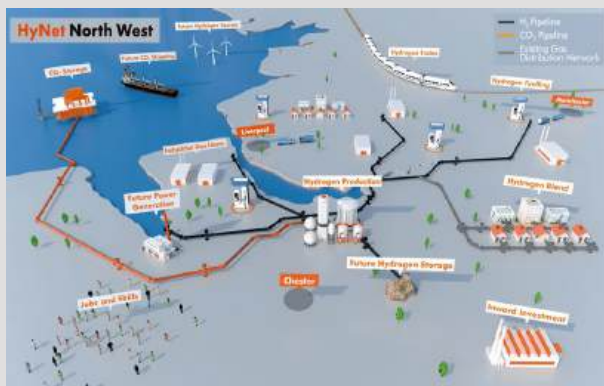 HyNet North West
Future Hydrogen Storage
H₂ Pipeline
CO₂ Pipeline
Existing Gas
Distribution Network
CO₂ Storage
Future CO₂ Shipping
Hydrogen Trains
Hydrogen Fuelling
Manchester
Liverpool
Industrial Gas Users
Hydrogen Production
Hydrogen Blend
Future Power
Generation
Future Hydrogen Storage
Chester
Jobs and Skills
Inward Investment